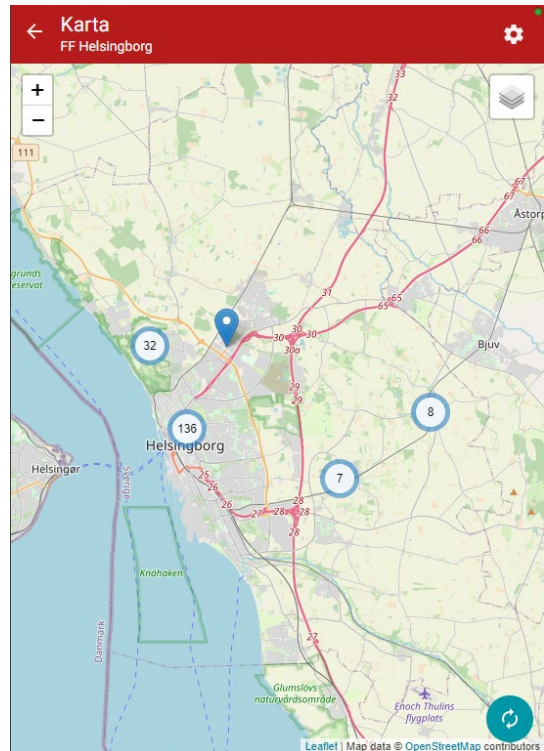 Karta
FF Helsingborg
+
−
111
33
32
67
67
Åstorp
66
66
65
65
31
30
30
30
30a
29
29
Bjuv
32
136
8
7
Helsingborg
Helsingør
Sverige
25
26
26
27
28
28
28
28
Knähaken
Danmark
27
Glumslövs
naturvårdsområde
Enoch Thulins
flygplats
Leaflet | Map data © OpenStreetMap contributors